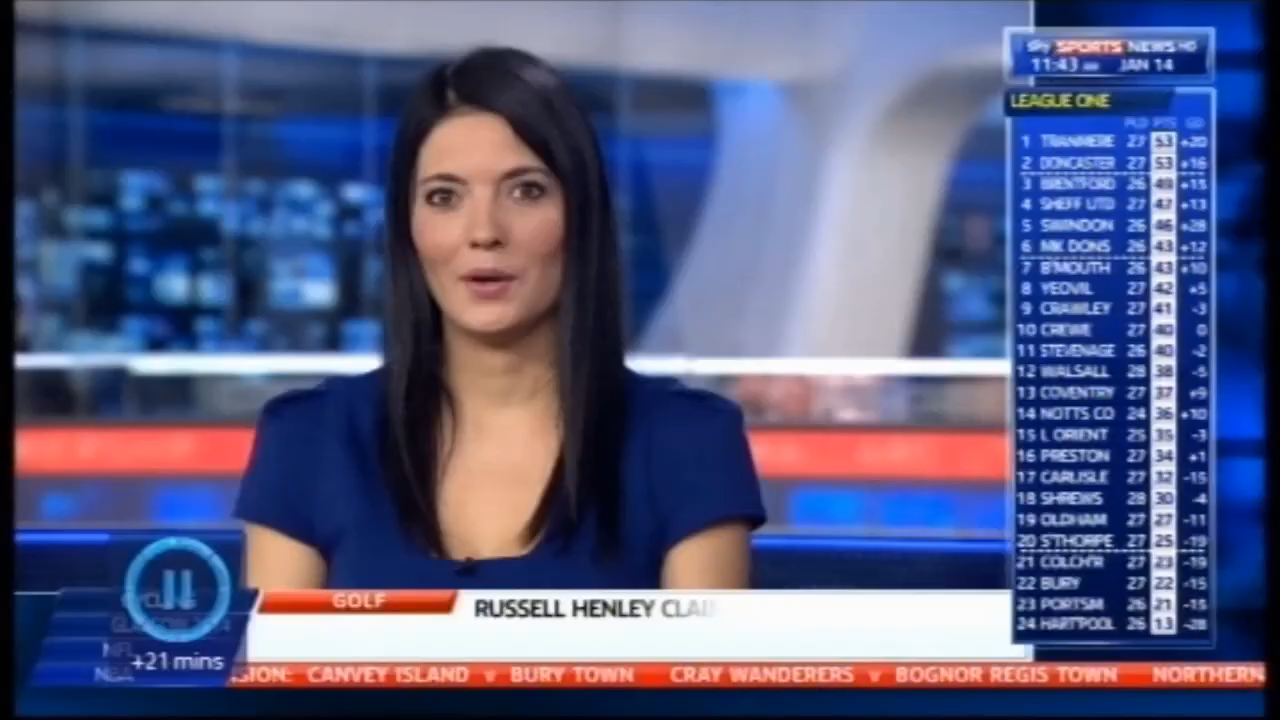 sky SPORTS NEWS HD
11:43 JAN 14
LEAGUE ONE
PLD PTS GD
1 TRANMERE 27 53 +20
2 DONCASTER 27 53 +16
3 BRENTFORD 26 49 +15
4 SHEFF UTD 27 47 +13
5 SWINDON 26 46 +28
6 MK DONS 26 43 +12
7 B'MOUTH 26 43 +10
8 YEOVIL 27 42 +5
9 CRAWLEY 27 41 -3
10 CREWE 27 40 0
11 STEVENAGE 26 40 -2
12 WALSALL 28 38 -5
13 COVENTRY 27 37 +9
14 NOTTS CO 24 36 +10
15 L ORIENT 25 35 -3
16 PRESTON 27 34 +1
17 CARLISLE 27 32 -15
18 SHREWS 28 30 -4
19 OLDHAM 27 27 -11
20 S'THORPE 27 25 -19
21 COLCH'R 27 23 -19
22 BURY 27 22 -15
23 PORTSM 26 21 -15
24 HART'POOL 26 13 -28
GOLF
RUSSELL HENLEY CLAI
NFL
+21 mins
NBA
SION: CANVEY ISLAND v BURY TOWN CRAY WANDERERS v BOGNOR REGIS TOWN NORTHERN